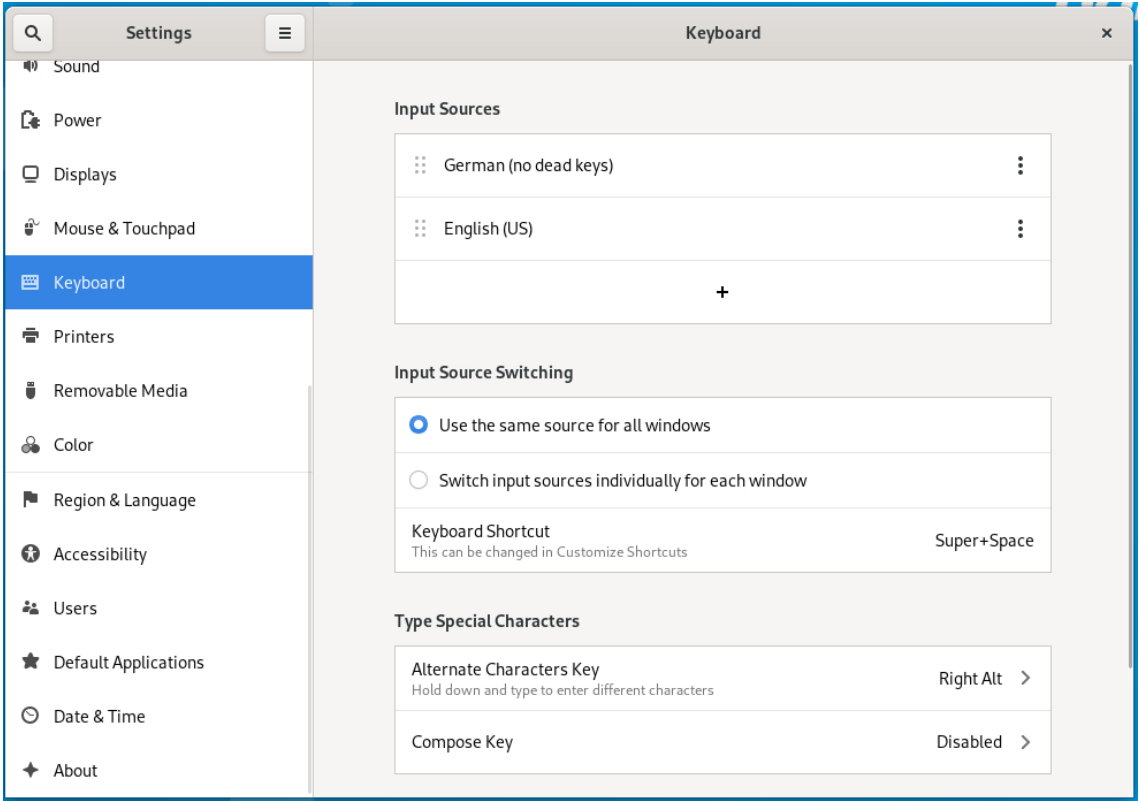 Settings
Keyboard
Sound
Power
Displays
Mouse & Touchpad
Keyboard
Printers
Removable Media
Color
Region & Language
Accessibility
Users
Default Applications
Date & Time
About
Input Sources
German (no dead keys)
English (US)
Input Source Switching
Use the same source for all windows
Switch input sources individually for each window
Keyboard Shortcut
This can be changed in Customize Shortcuts
Super+Space
Type Special Characters
Alternate Characters Key
Hold down and type to enter different characters
Right Alt
Compose Key
Disabled